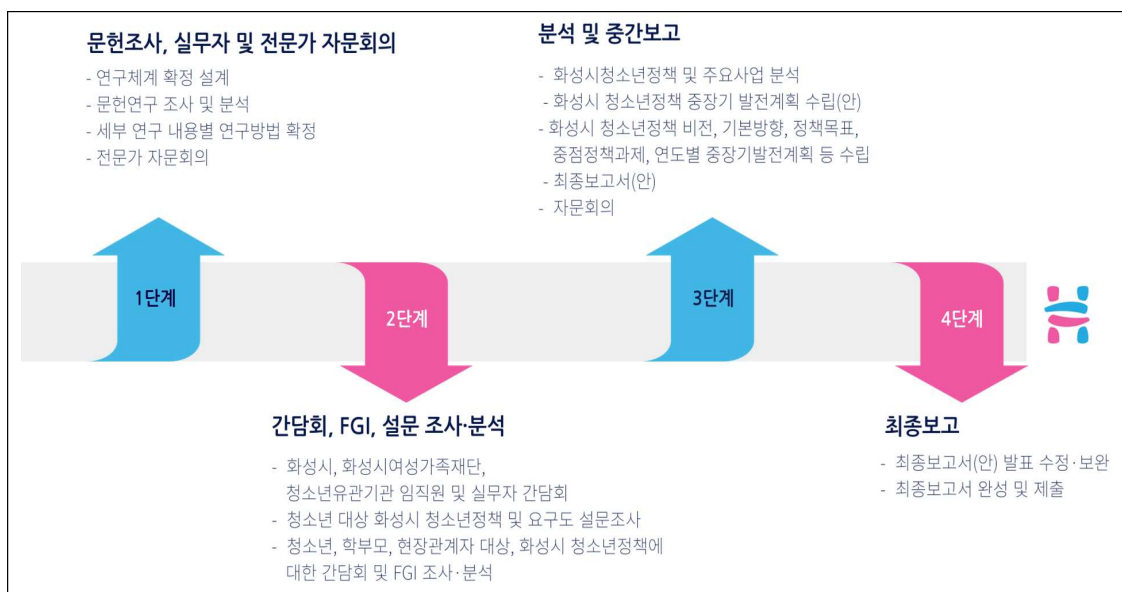 문헌조사, 실무자 및 전문가 자문회의
- 연구체계 확정 설계
- 문헌연구 조사 및 분석
- 세부 연구 내용별 연구방법 확정
- 전문가 자문회의
분석 및 중간보고
- 화성시청소년정책 및 주요사업 분석
- 화성시 청소년정책 중장기 발전계획 수립(안)
- 화성시 청소년정책 비전, 기본방향, 정책목표,
중점정책과제, 연도별 중장기발전계획 등 수립
- 최종보고서(안)
- 자문회의
1단계
2단계
3단계
4단계
간담회, FGI, 설문 조사·분석
- 화성시, 화성시여성가족재단,
청소년유관기관 임직원 및 실무자 간담회
- 청소년 대상 화성시 청소년정책 및 요구도 설문조사
- 청소년, 학부모, 현장관계자 대상, 화성시 청소년정책에
대한 간담회 및 FGI 조사·분석
최종보고
- 최종보고서(안) 발표 수정·보완
- 최종보고서 완성 및 제출